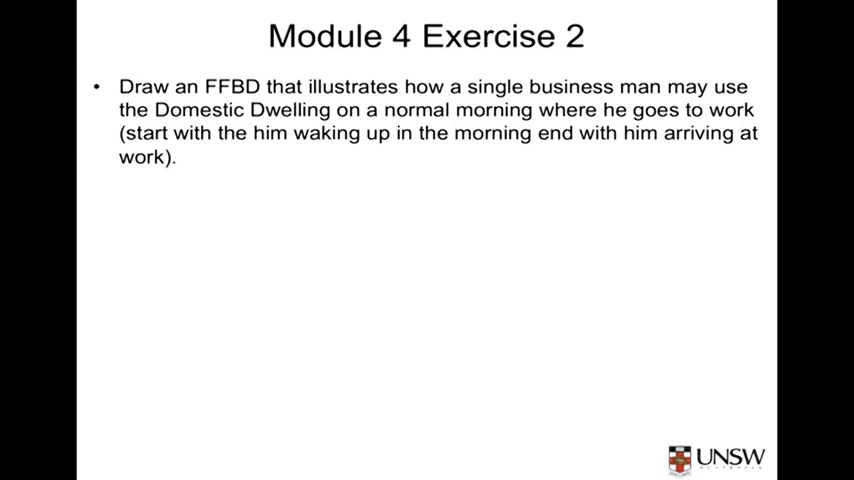 Module 4 Exercise 2
• Draw an FFBD that illustrates how a single business man may use
the Domestic Dwelling on a normal morning where he goes to work
(start with the him waking up in the morning end with him arriving at
work).
UNSW
AUSTRALIA